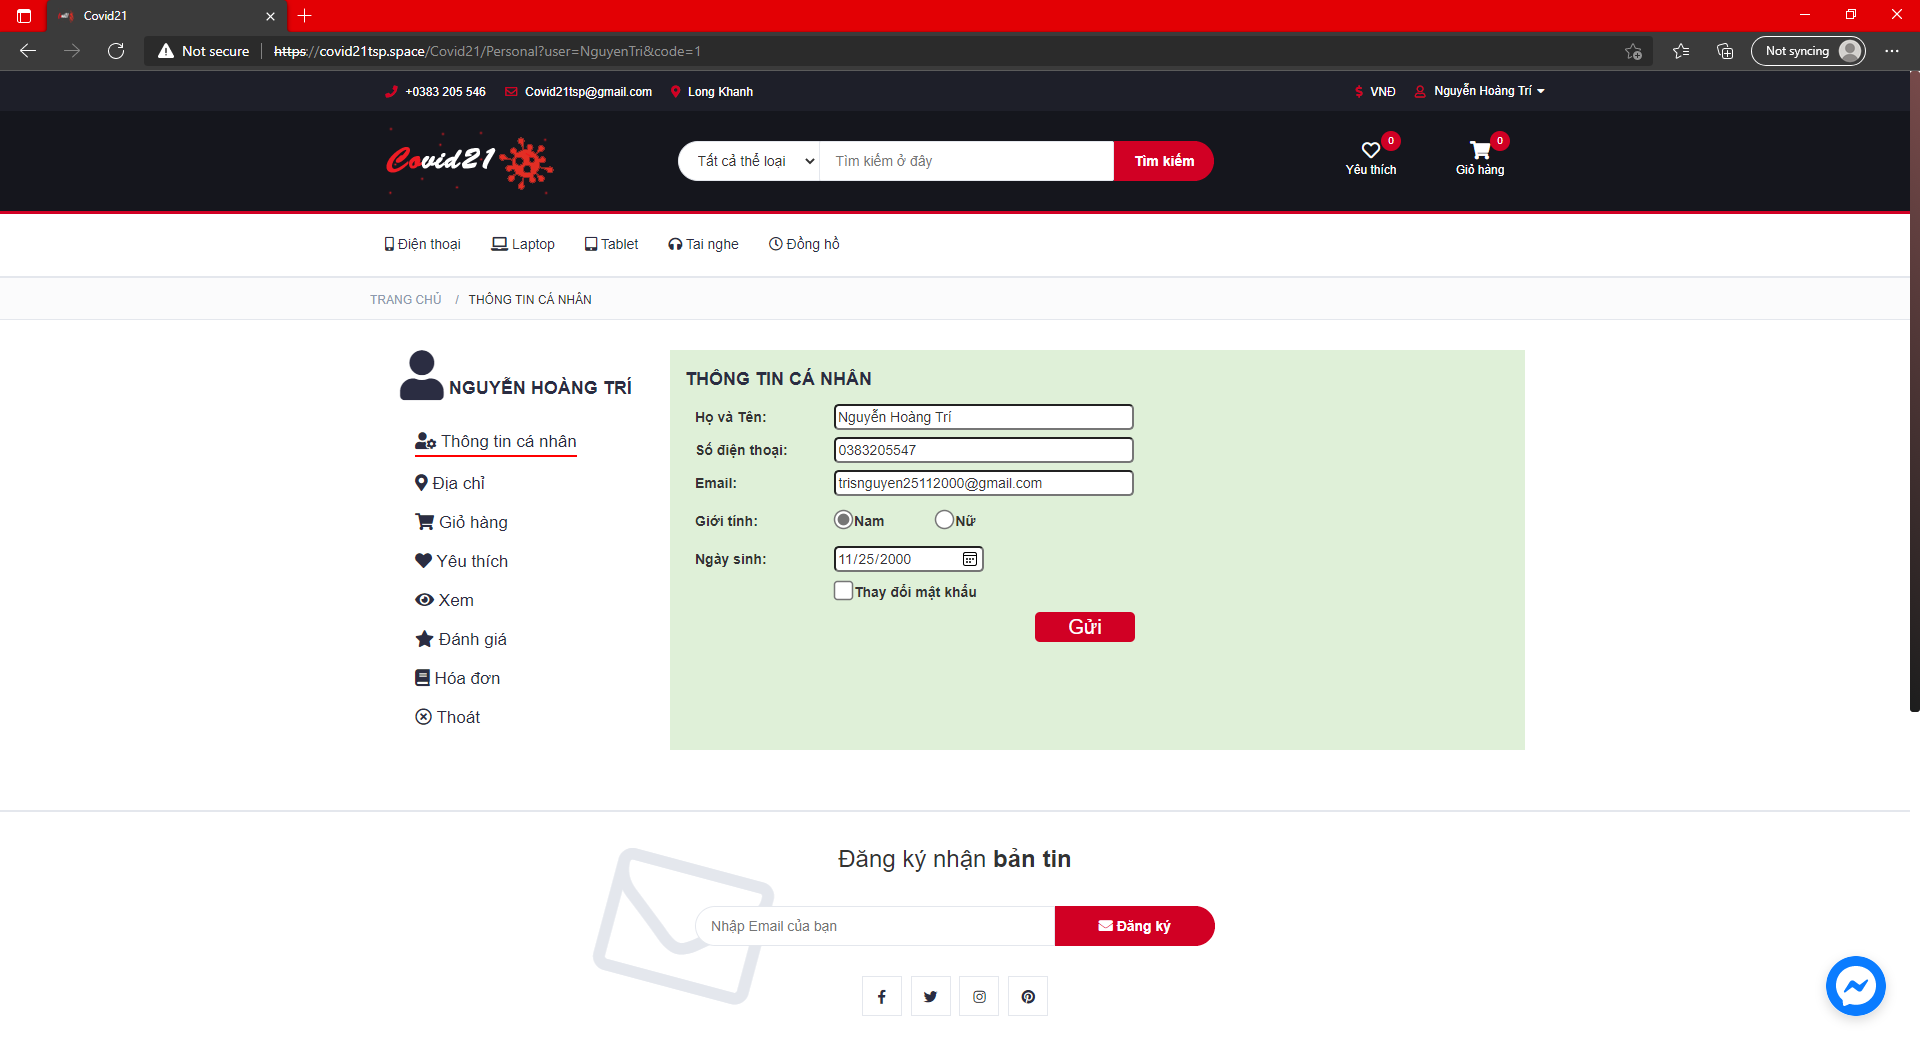 Covid21
Not secure
https://covid21tsp.space/Covid21/Personal?user=NguyenTri&code=1
Not syncing
+0383 205 546
Covid21tsp@gmail.com
Long Khanh
$ VNĐ
Nguyễn Hoàng Trí
Covid21
Tất cả thể loại
Tìm kiếm ở đây
Tìm kiếm
0
Yêu thích
0
Giỏ hàng
Điện thoại
Laptop
Tablet
Tai nghe
Đồng hồ
TRANG CHỦ / THÔNG TIN CÁ NHÂN
NGUYỄN HOÀNG TRÍ
Thông tin cá nhân
Địa chỉ
Giỏ hàng
Yêu thích
Xem
Đánh giá
Hóa đơn
Thoát
THÔNG TIN CÁ NHÂN
Họ và Tên: Nguyễn Hoàng Trí
Số điện thoại: 0383205547
Email: trisnguyen25112000@gmail.com
Giới tính: Nam Nữ
Ngày sinh: 11/25/2000
Thay đổi mật khẩu
Gửi
Đăng ký nhận bản tin
Nhập Email của bạn
Đăng ký